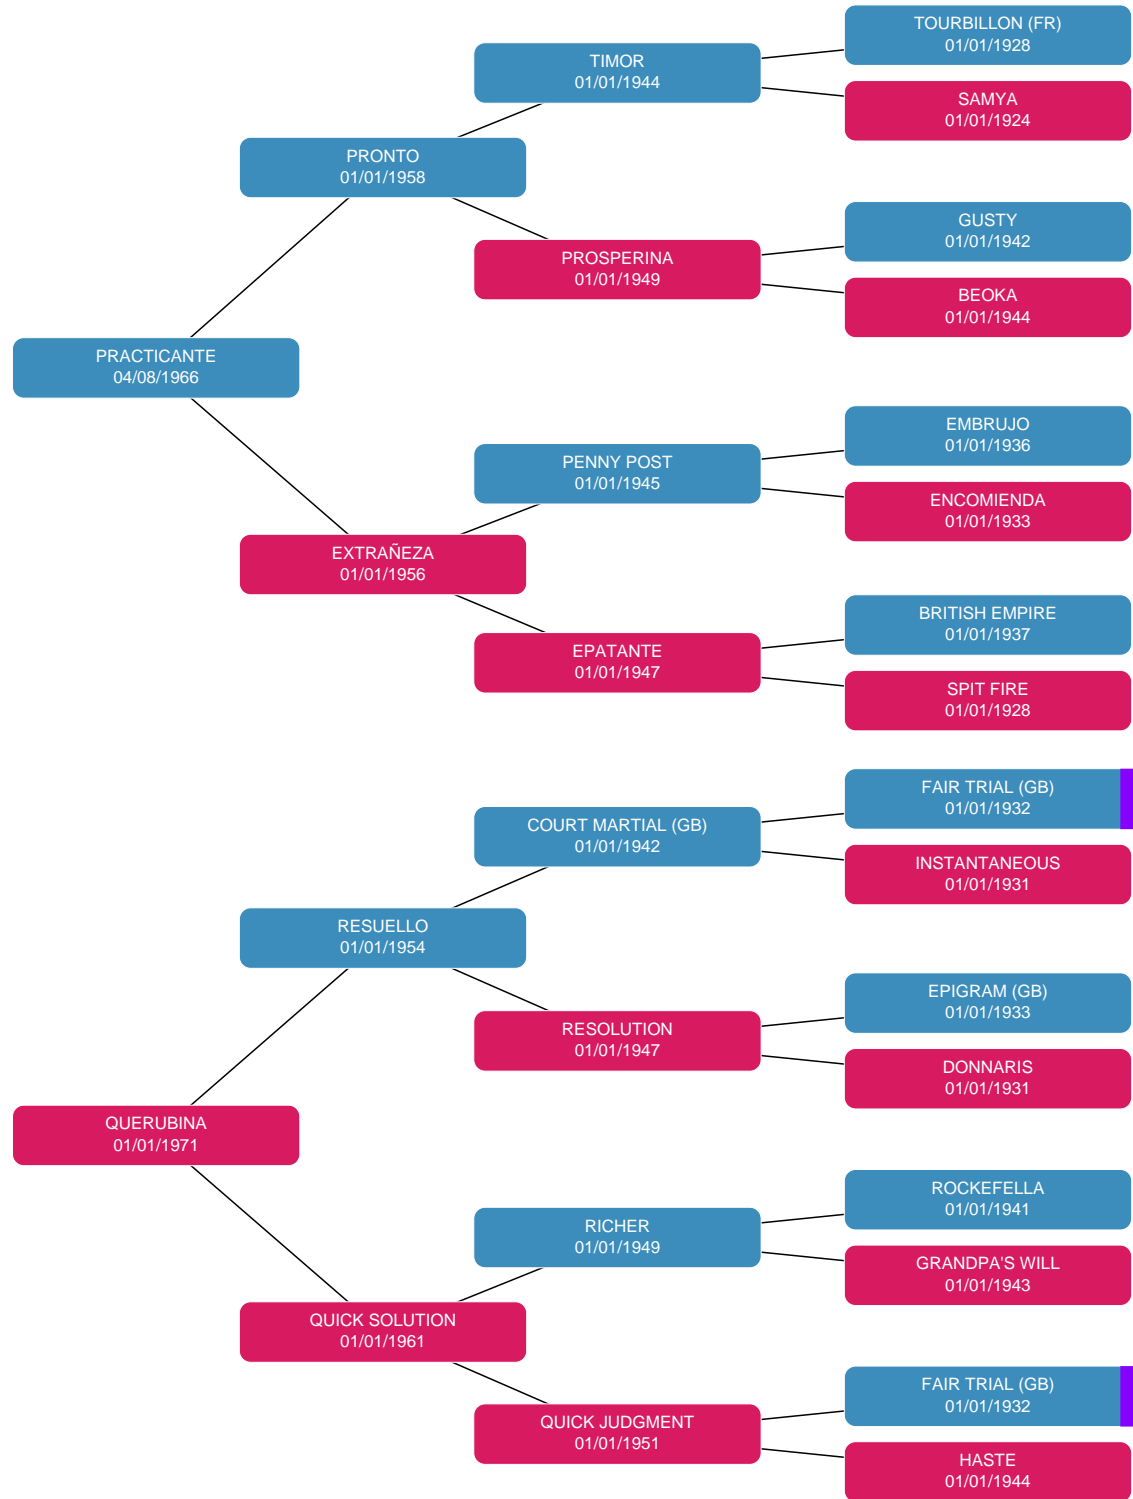 TOURBILLON (FR)
01/01/1928
TIMOR
01/01/1944
SAMYA
01/01/1924
PRONTO
01/01/1958
GUSTY
01/01/1942
PROSPERINA
01/01/1949
BEOKA
01/01/1944
PRACTICANTE
04/08/1966
EMBRUJO
01/01/1936
PENNY POST
01/01/1945
ENCOMIENDA
01/01/1933
EXTRAÑEZA
01/01/1956
BRITISH EMPIRE
01/01/1937
EPATANTE
01/01/1947
SPIT FIRE
01/01/1928
FAIR TRIAL (GB)
01/01/1932
COURT MARTIAL (GB)
01/01/1942
INSTANTANEOUS
01/01/1931
RESUELLO
01/01/1954
EPIGRAM (GB)
01/01/1933
RESOLUTION
01/01/1947
DONNARIS
01/01/1931
QUERUBINA
01/01/1971
ROCKEFELLA
01/01/1941
RICHER
01/01/1949
GRANDPA'S WILL
01/01/1943
QUICK SOLUTION
01/01/1961
FAIR TRIAL (GB)
01/01/1932
QUICK JUDGMENT
01/01/1951
HASTE
01/01/1944